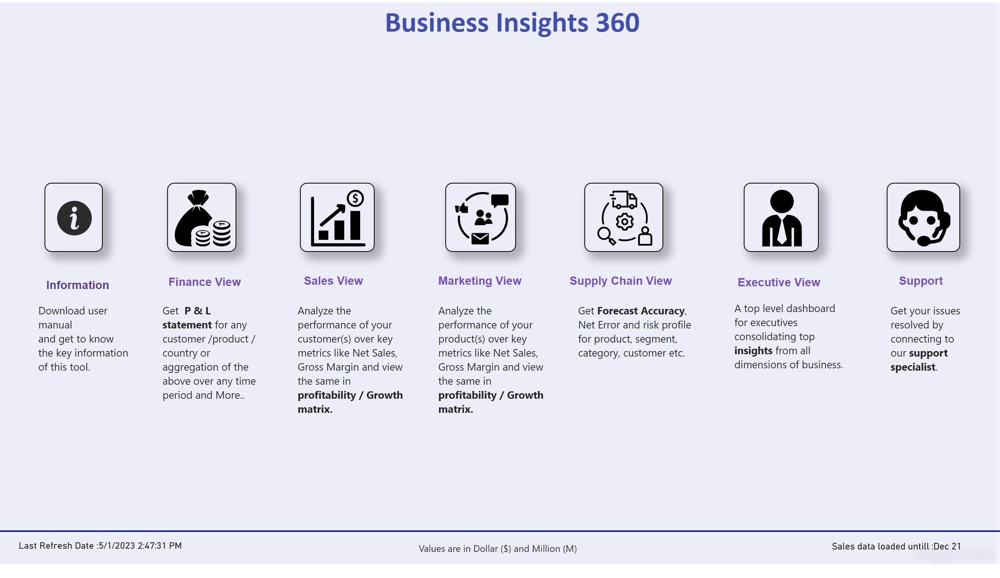 Business Insights 360
Information
Download user
manual
and get to know
the key information
of this tool.
Finance View
Get P & L
statement for any
customer /product /
country or
aggregation of the
above over any time
period and More..
$
Sales View
Analyze the
performance of your
customer(s) over key
metrics like Net Sales,
Gross Margin and view
the same in
profitability / Growth
matrix.
Marketing View
Analyze the
performance of your
product(s) over key
metrics like Net Sales,
Gross Margin and view
the same in
profitability / Growth
matrix.
Supply Chain View
Get Forecast Accuracy,
Net Error and risk profile
for product, segment,
category, customer etc.
Executive View
A top level dashboard
for executives
consolidating top
insights from all
dimensions of business.
Support
Get your issues
resolved by
connecting to
our support
specialist.
Last Refresh Date :5/1/2023 2:47:31 PM
Values are in Dollar ($) and Million (M)
Sales data loaded untill :Dec 21